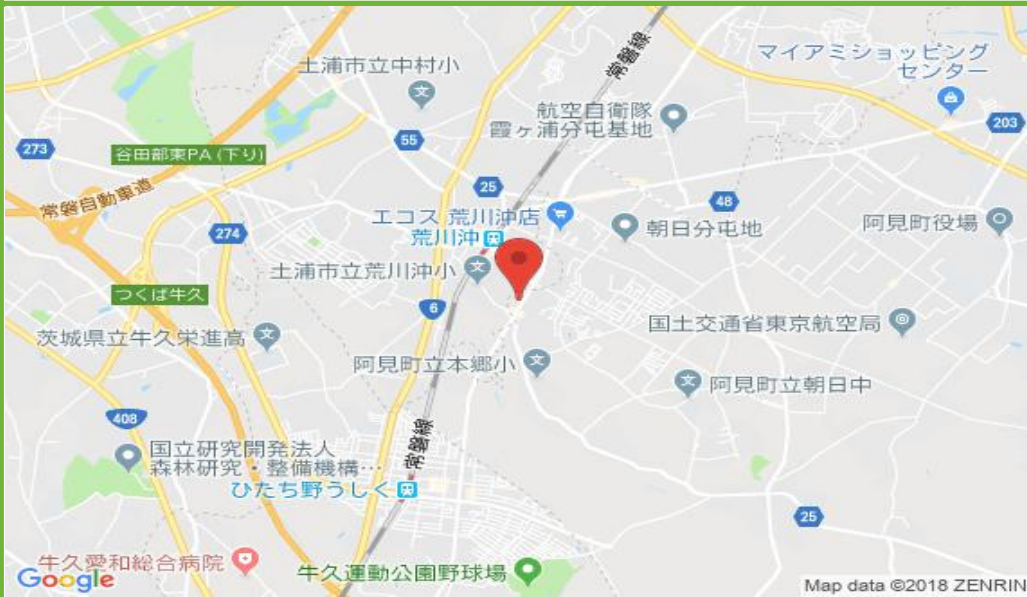 常磐線
土浦市立中村小
マイアミショッピング
センター
航空自衛隊
霞ヶ浦分屯基地
203
273
55
谷田部東PA (下り)
25
常磐自動車道
48
エコス 荒川沖店
荒川沖
274
朝日分屯地
阿見町役場
土浦市立荒川沖小
つくば牛久
6
茨城県立牛久栄進高
国土交通省東京航空局
阿見町立本郷小
阿見町立朝日中
408
国立研究開発法人
森林研究・整備機構…
常磐線
ひたち野うしく
25
牛久愛和総合病院
牛久運動公園野球場
Google
Map data ©2018 ZENRIN